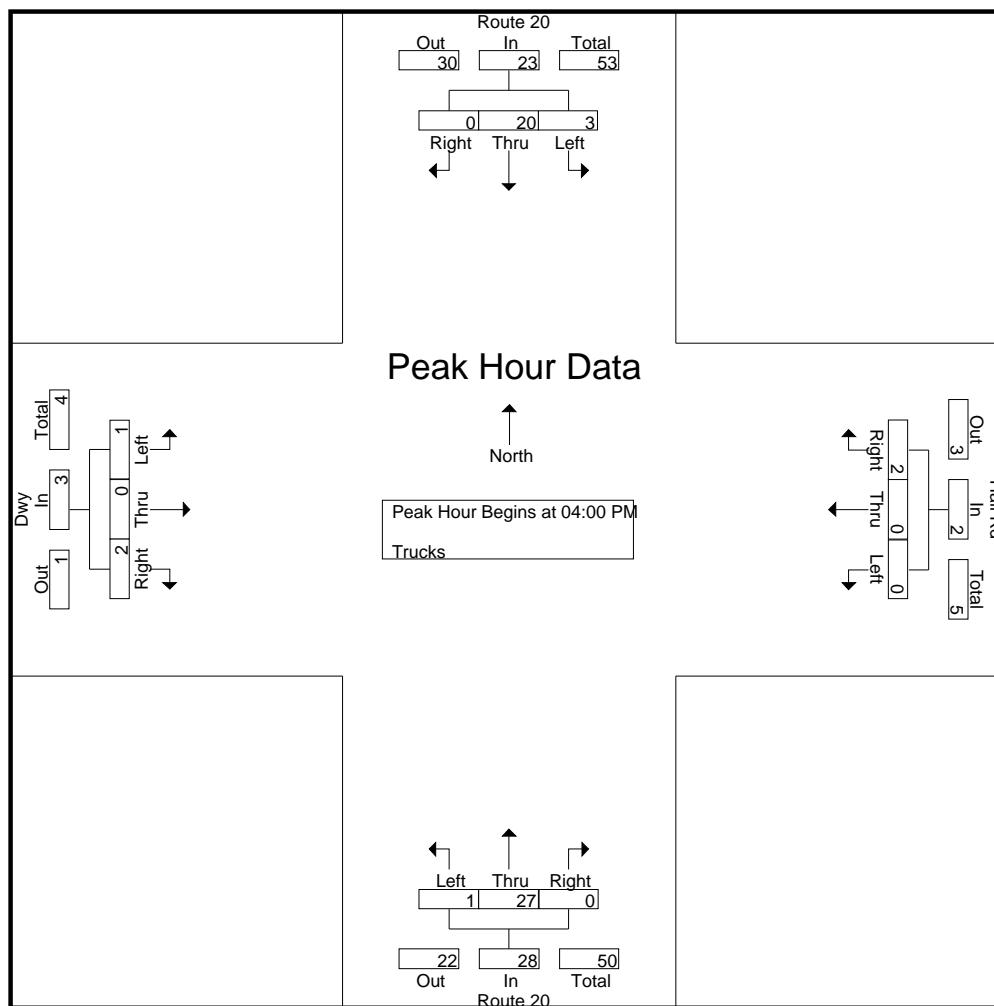 Route 20
Out In Total
30 23 53
0 20 3
Right Thru Left
Peak Hour Data
North
Peak Hour Begins at 04:00 PM
Trucks
Dwy
Out In Total
1 3 4
Right Thru Left
2 0 1
Out In Total
3 2 5
Right Thru Left
2 0 0
Left Thru Right
1 27 0
22 28 50
Out In Total
Route 20